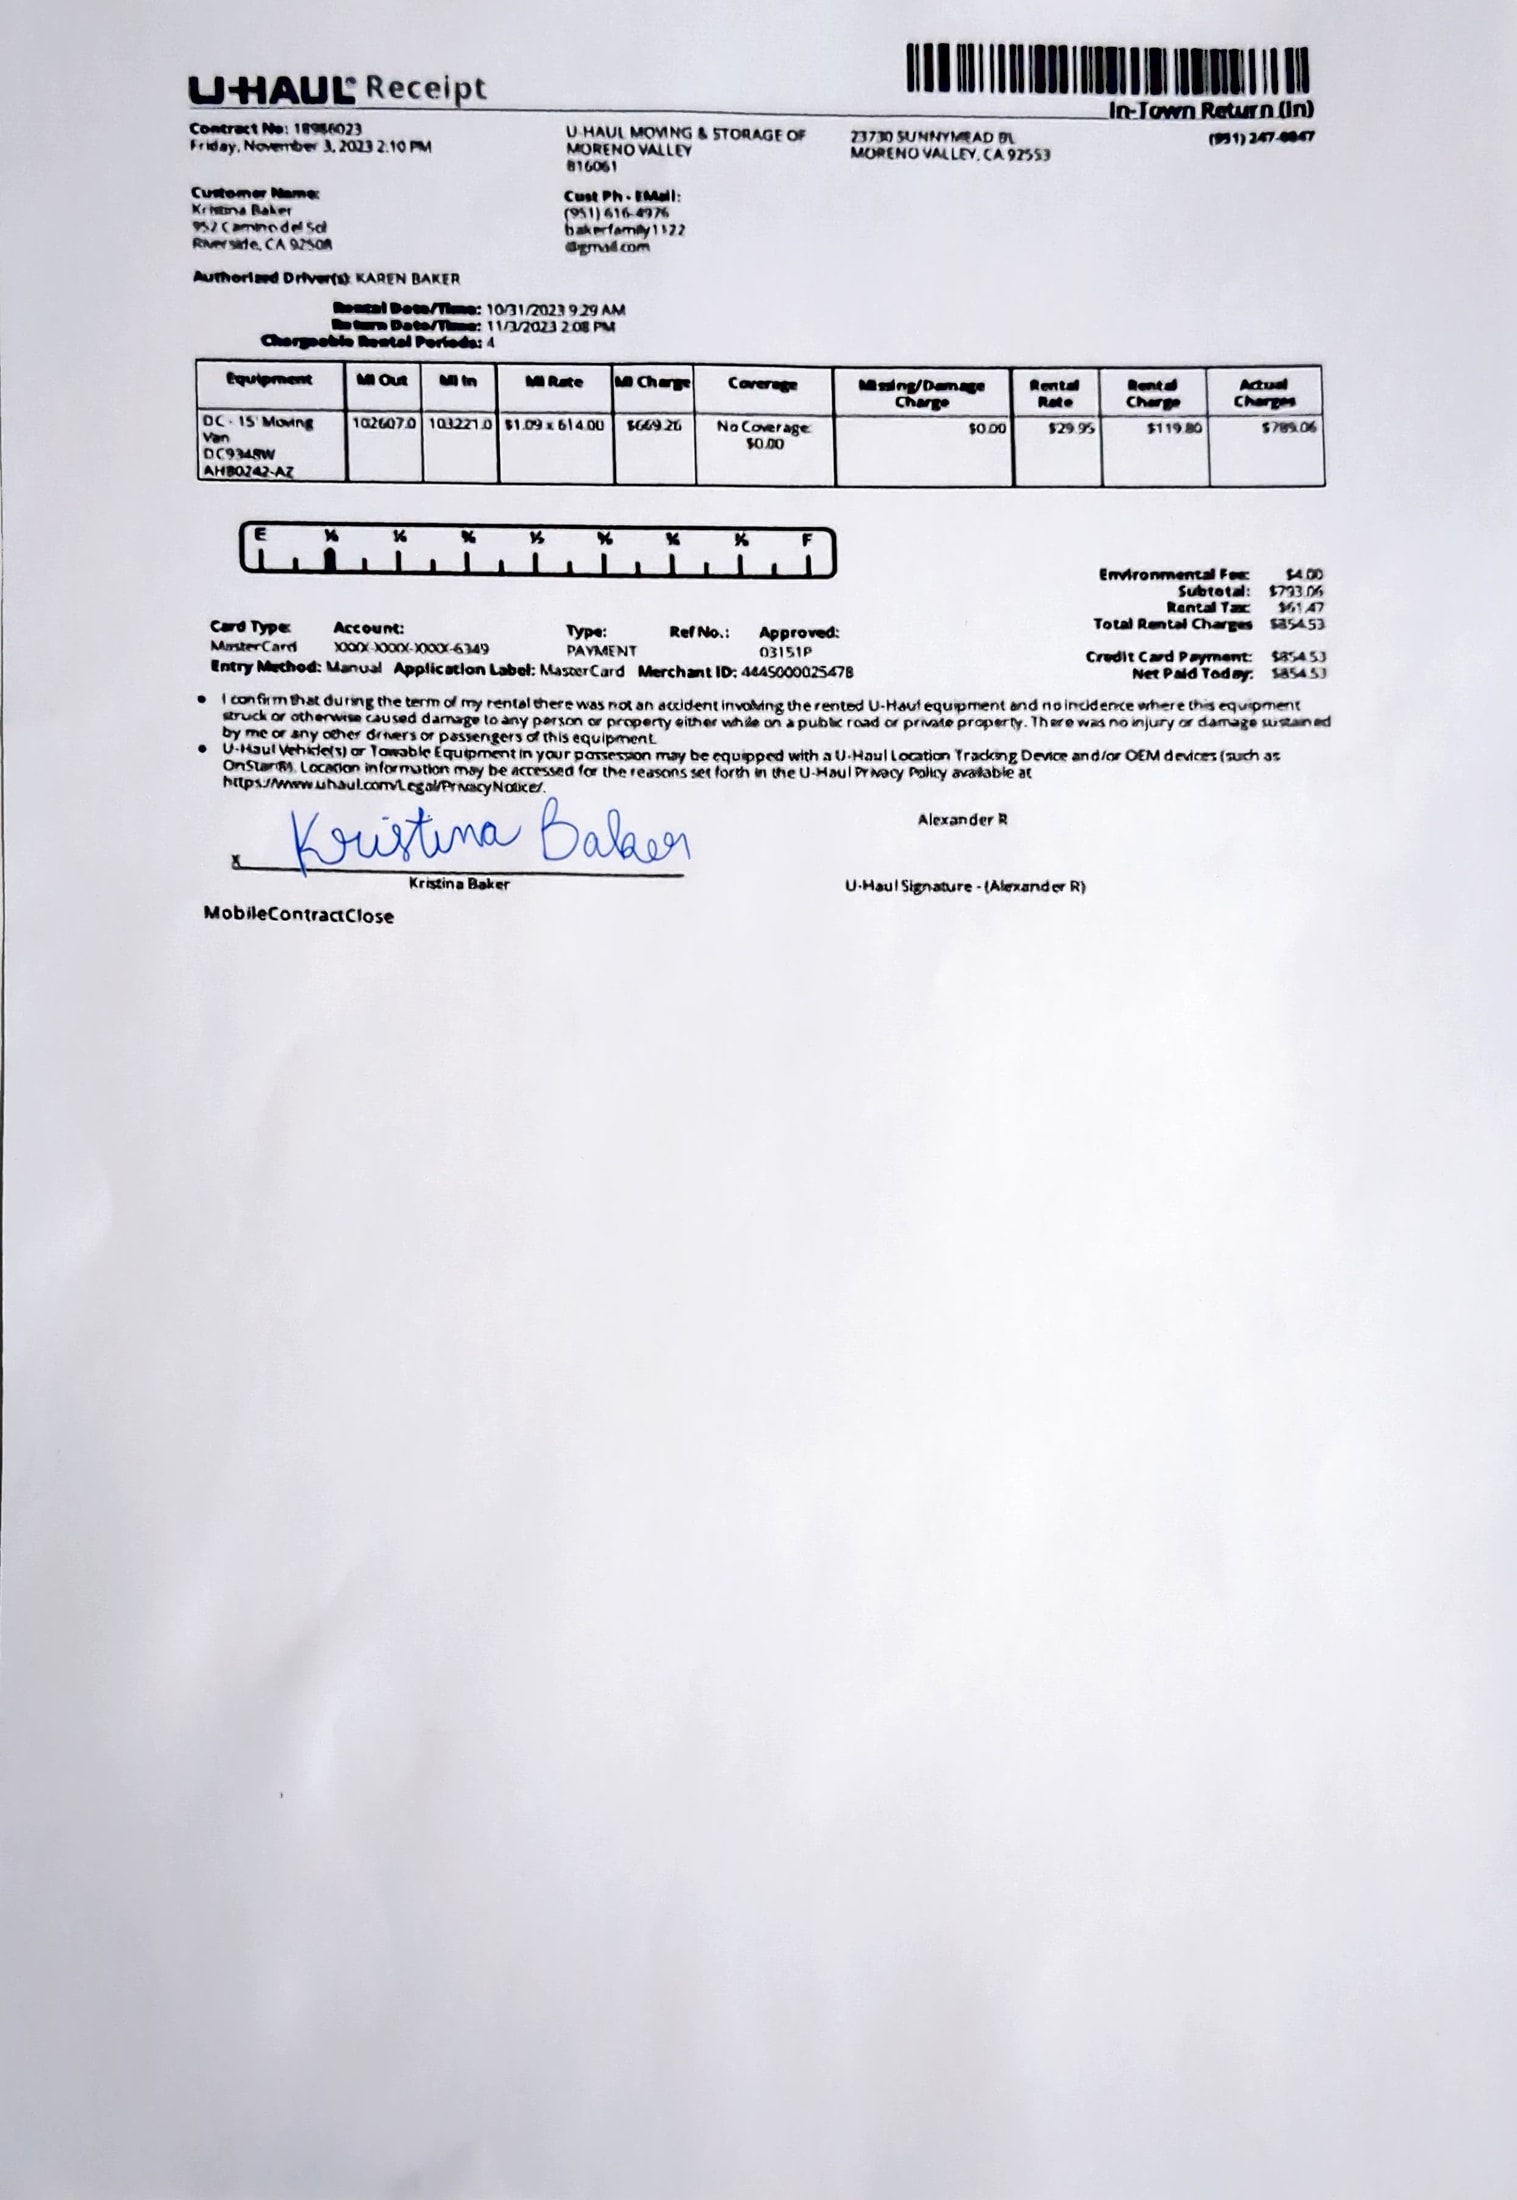 U-HAUL Receipt
In-Town Return (In)
Contract No: 18986023
Friday, November 3, 2023 2:10 PM
U-HAUL MOVING & STORAGE OF
MORENO VALLEY
816061
23730 SUNNYMEAD BL
MORENO VALLEY, CA 92553
(951) 247-8847
Customer Name:
Kristina Baker
952 Camino del Sol
Riverside, CA 92508
Cust Ph - EMail:
(951) 616-4976
bakerfamily1122
@gmail.com
Authorized Driver(s): KAREN BAKER
Rental Date/Time: 10/31/2023 9:29 AM
Return Date/Time: 11/3/2023 2:08 PM
Chargeable Rental Periods: 4
Equipment MI Out MI In MI Rate MI Charge Coverage Missing/Damage Charge Rental Rate Rental Charge Actual Charges
DC - 15' Moving Van 102607.0 103221.0 $1.09 x 614.00 $669.26 No Coverage $0.00 $0.00 $29.95 $119.80 $789.06
DC9348W
AH80242-AZ
E ⅛ ¼ ⅜ ½ ⅝ ¾ ⅞ F
Environmental Fee: $4.00
Subtotal: $793.06
Rental Tax: $61.47
Total Rental Charges $854.53
Credit Card Payment: $854.53
Net Paid Today: $854.53
Card Type: Account: Type: Ref No.: Approved:
MasterCard XXXX-XXXX-XXXX-6349 PAYMENT 03151P
Entry Method: Manual Application Label: MasterCard Merchant ID: 4445000025478
• I confirm that during the term of my rental there was not an accident involving the rented U-Haul equipment and no incidence where this equipment
struck or otherwise caused damage to any person or property either while on a public road or private property. There was no injury or damage sustained
by me or any other drivers or passengers of this equipment.
• U-Haul Vehicle(s) or Towable Equipment in your possession may be equipped with a U-Haul Location Tracking Device and/or OEM devices (such as
OnStar®). Location information may be accessed for the reasons set forth in the U-Haul Privacy Policy available at
https://www.uhaul.com/Legal/PrivacyNotice/.
Kristina Baker
Alexander R
X
Kristina Baker
U-Haul Signature - (Alexander R)
MobileContractClose